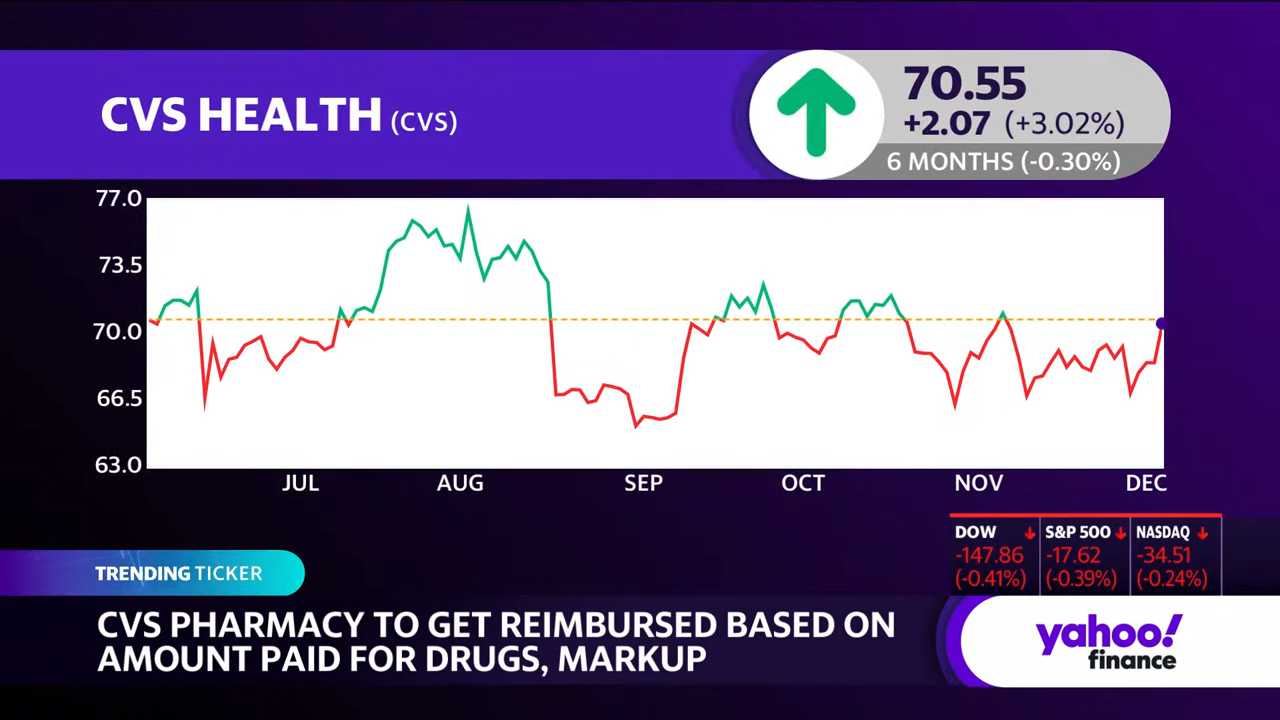 CVS HEALTH (CVS)
70.55
+2.07 (+3.02%)
6 MONTHS (-0.30%)
77.0
73.5
70.0
66.5
63.0
JUL AUG SEP OCT NOV DEC
DOW S&P 500 NASDAQ
-147.86 -17.62 -34.51
(-0.41%) (-0.39%) (-0.24%)
TRENDING TICKER
CVS PHARMACY TO GET REIMBURSED BASED ON
AMOUNT PAID FOR DRUGS, MARKUP
yahoo!
finance